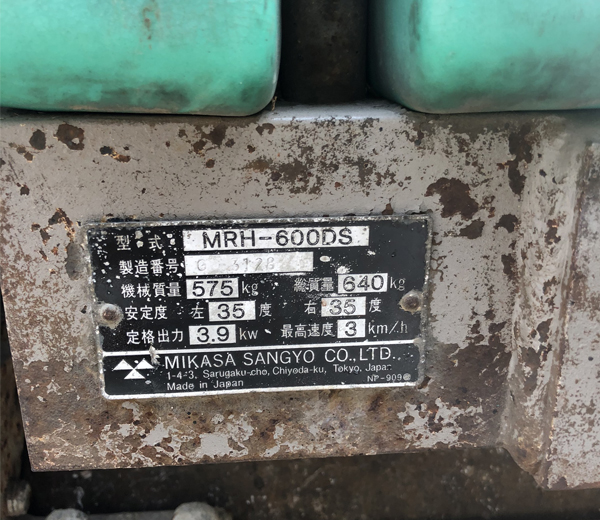 型式 MRH-600DS
製造番号
機械質量 575 kg 総質量 640 kg
安定度 左 35 度 右 35 度
定格出力 3.9 kw 最高速度 3 km/h
MIKASA SANGYO CO.,LTD.
1-4-3, Sarugaku-cho, Chiyoda-ku, Tokyo, Japan
Made in Japan NP-909